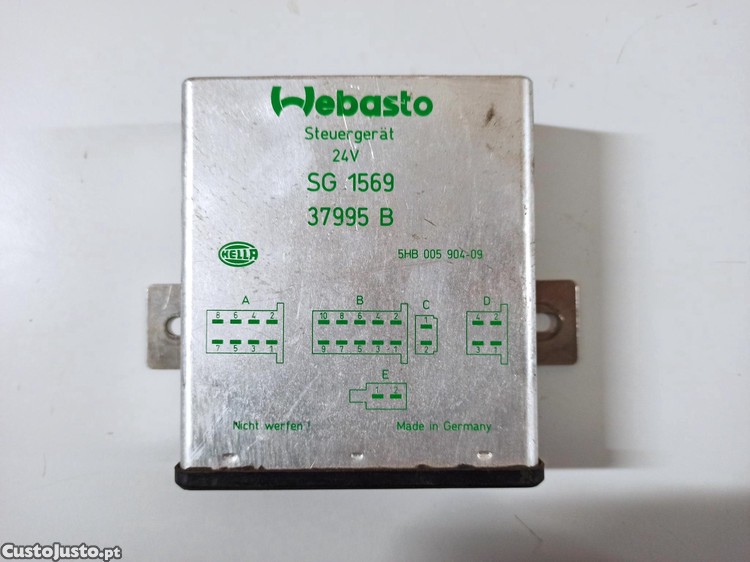 Webasto
Steuergerät
24V
SG 1569
37995 B
HELLA 5HB 005 904-09
A B C D
8 6 4 2 10 8 6 4 2 1 4 2
7 5 3 1 9 7 5 3 1 2 3 1
E
1 2
Nicht werfen! Made in Germany
CustoJusto.pt